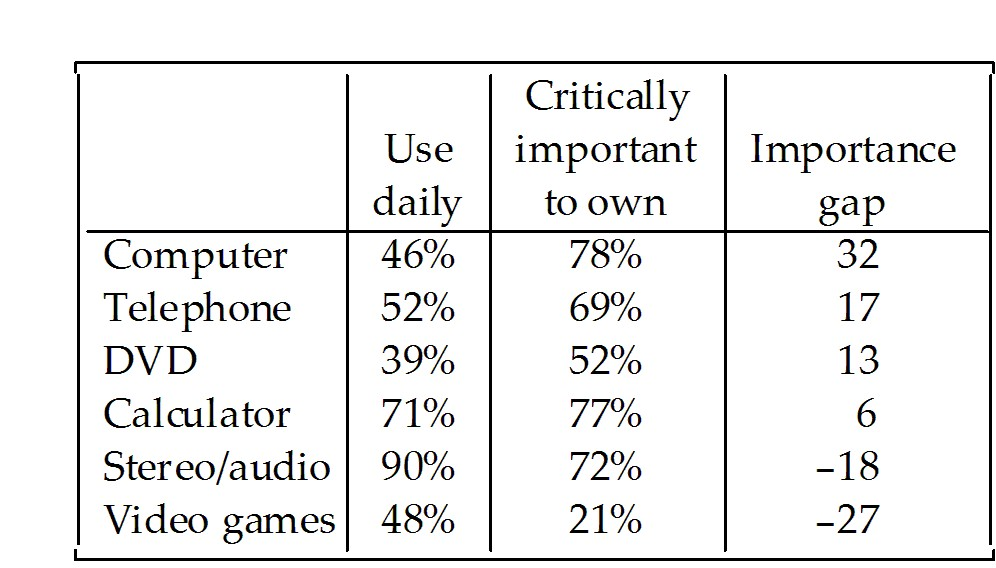 Critically
Use important Importance
daily to own gap
Computer 46% 78% 32
Telephone 52% 69% 17
DVD 39% 52% 13
Calculator 71% 77% 6
Stereo/audio 90% 72% –18
Video games 48% 21% –27